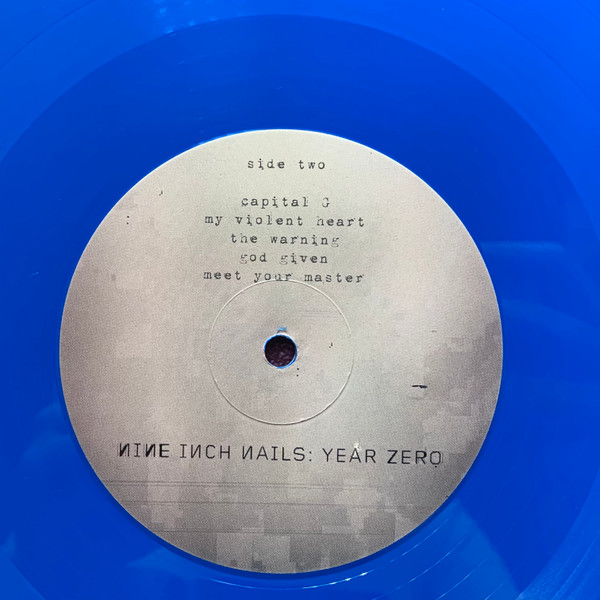 side two
capital G
my violent heart
the warning
god given
meet your master
NINE INCH NAILS: YEAR ZERO